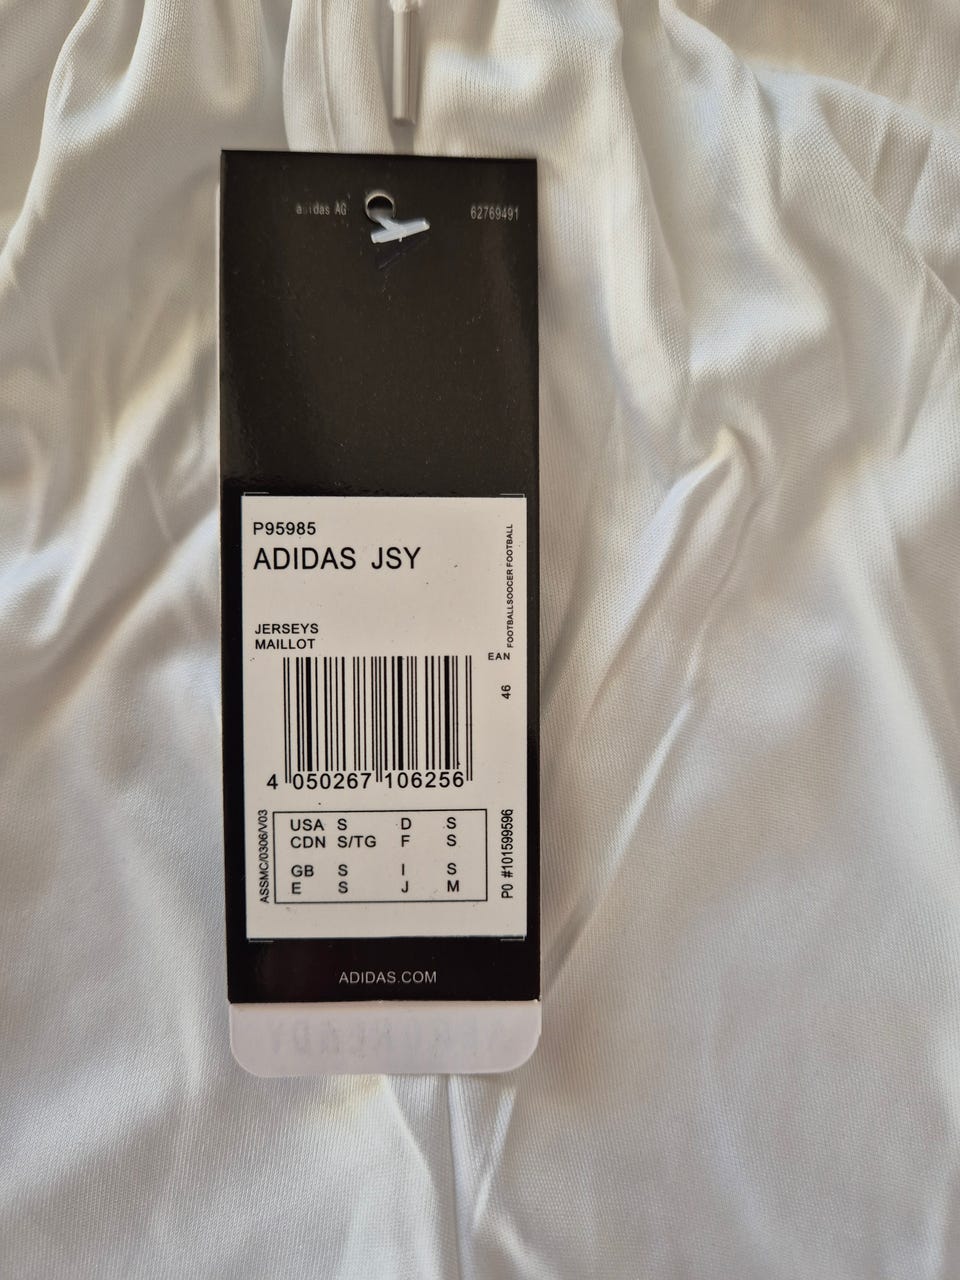 adidas AG
62769491
P95985
ADIDAS JSY
FOOTBALLSOCCER FOOTBALL
JERSEYS
MAILLOT
EAN
46
4 050267 106256
ASSMC/0306/V03
USA S D S
CDN S/TG F S
GB S I S
E S J M
PO #101599596
ADIDAS.COM